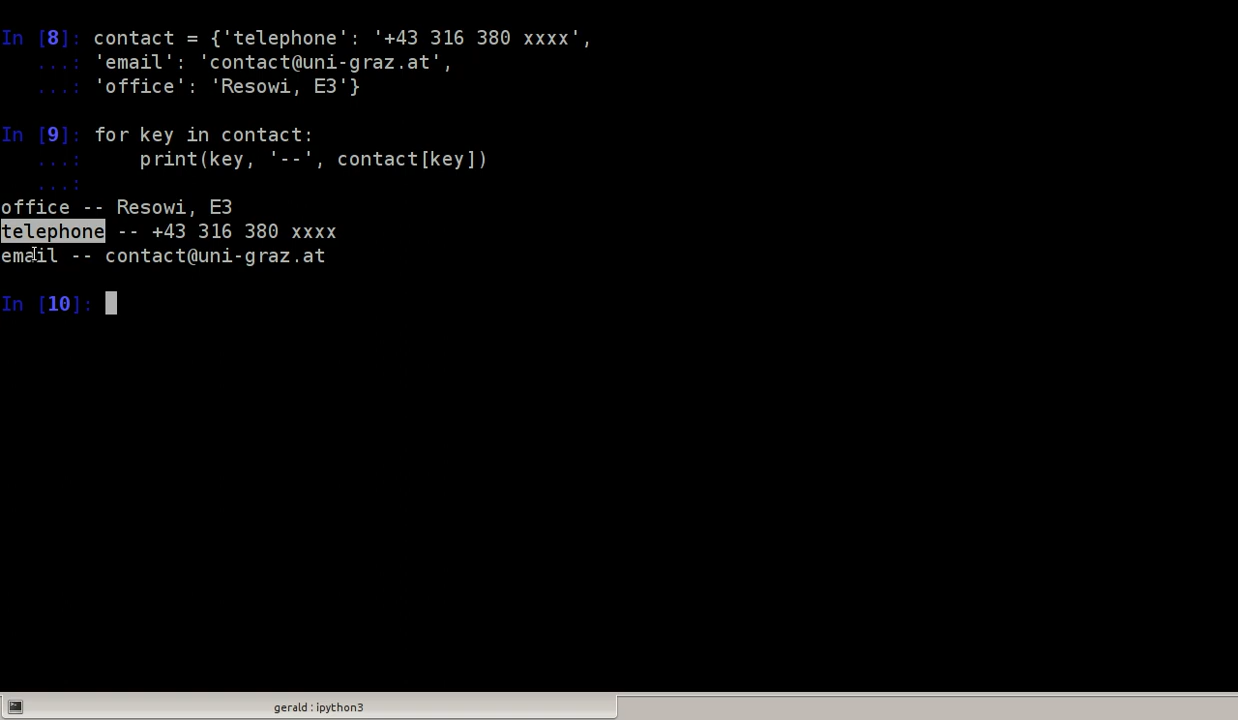 In [8]: contact = {'telephone': '+43 316 380 xxxx',
   ...: 'email': 'contact@uni-graz.at',
   ...: 'office': 'Resowi, E3'}
In [9]: for key in contact:
   ...:     print(key, '--', contact[key])
   ...:
office -- Resowi, E3
telephone -- +43 316 380 xxxx
email -- contact@uni-graz.at
In [10]:
gerald : ipython3